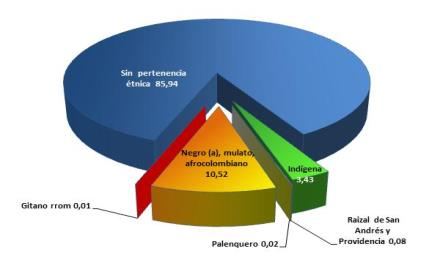 Sin pertenencia
étnica 85,94
Negro (a), mulato,
afrocolombiano
10,52
Indígena
3,43
Gitano rrom 0,01
Palenquero 0,02
Raizal de San
Andrés y
Providencia 0,08